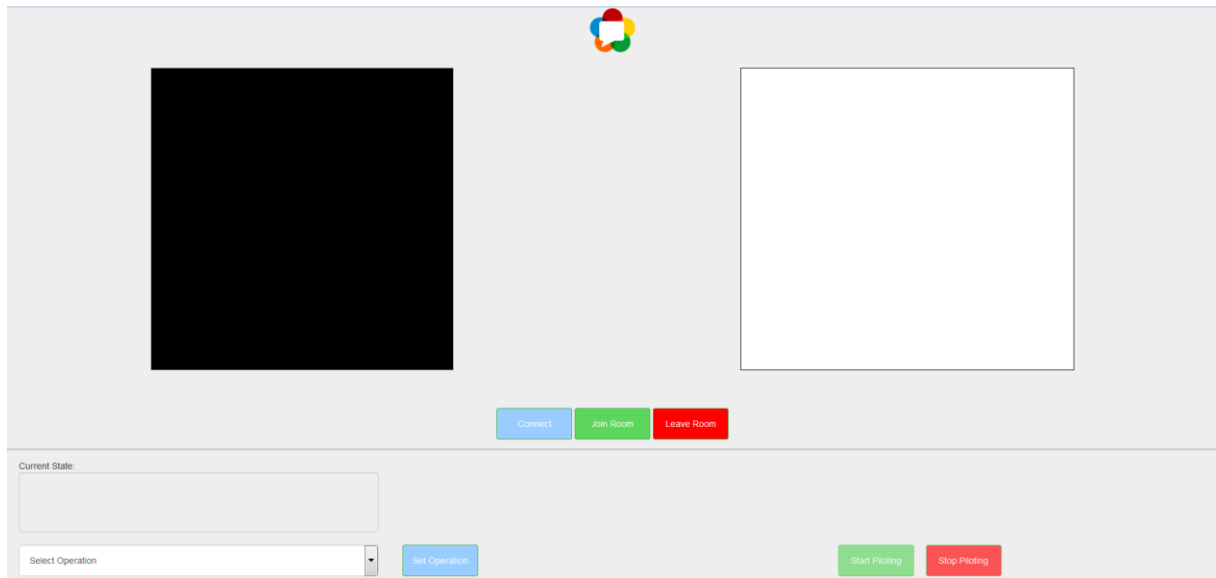 Connect Join Room Leave Room
Current State:
Select Operation Set Operation Start Piloting Stop Piloting